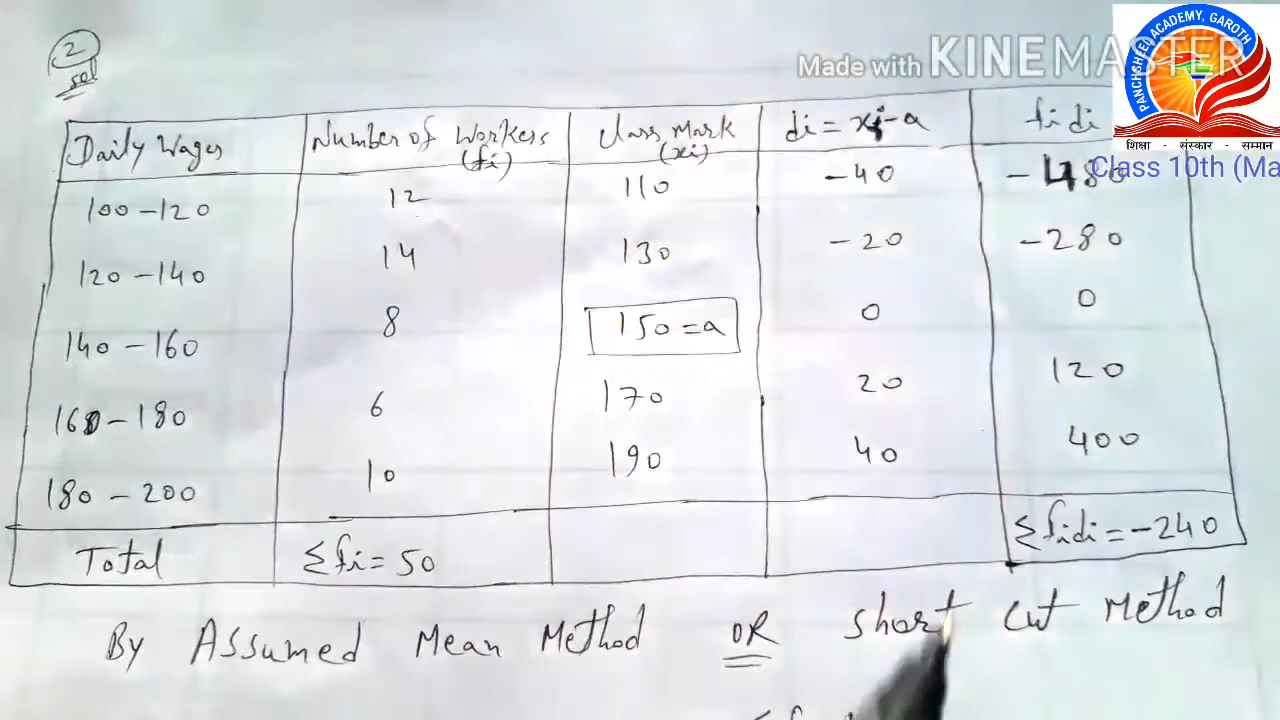 2
sol
Made with KINEMASTER
PANCHSHEEL ACADEMY, GAROTH
शिक्षा - संस्कार - सम्मान
Class 10th (Ma
Daily Wages Number of Workers (fi) Class Mark (xi) di = xi-a fidi
100-120 12 110 -40 -480
120-140 14 130 -20 -280
140-160 8 150=a 0 0
160-180 6 170 20 120
180-200 10 190 40 400
Total Σfi=50 Σfidi=-240
By Assumed Mean Method OR Short Cut Method